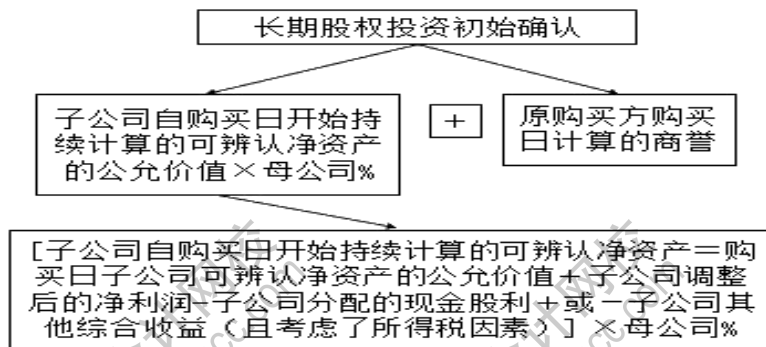 长期股权投资初始确认
子公司自购买日开始持
续计算的可辨认净资产
的公允价值×母公司%
+
原购买方购买
日计算的商誉
[子公司自购买日开始持续计算的可辨认净资产＝购
买日子公司可辨认净资产的公允价值+子公司调整
后的净利润-子公司分配的现金股利+或－子公司其
他综合收益（且考虑了所得税因素）]×母公司%